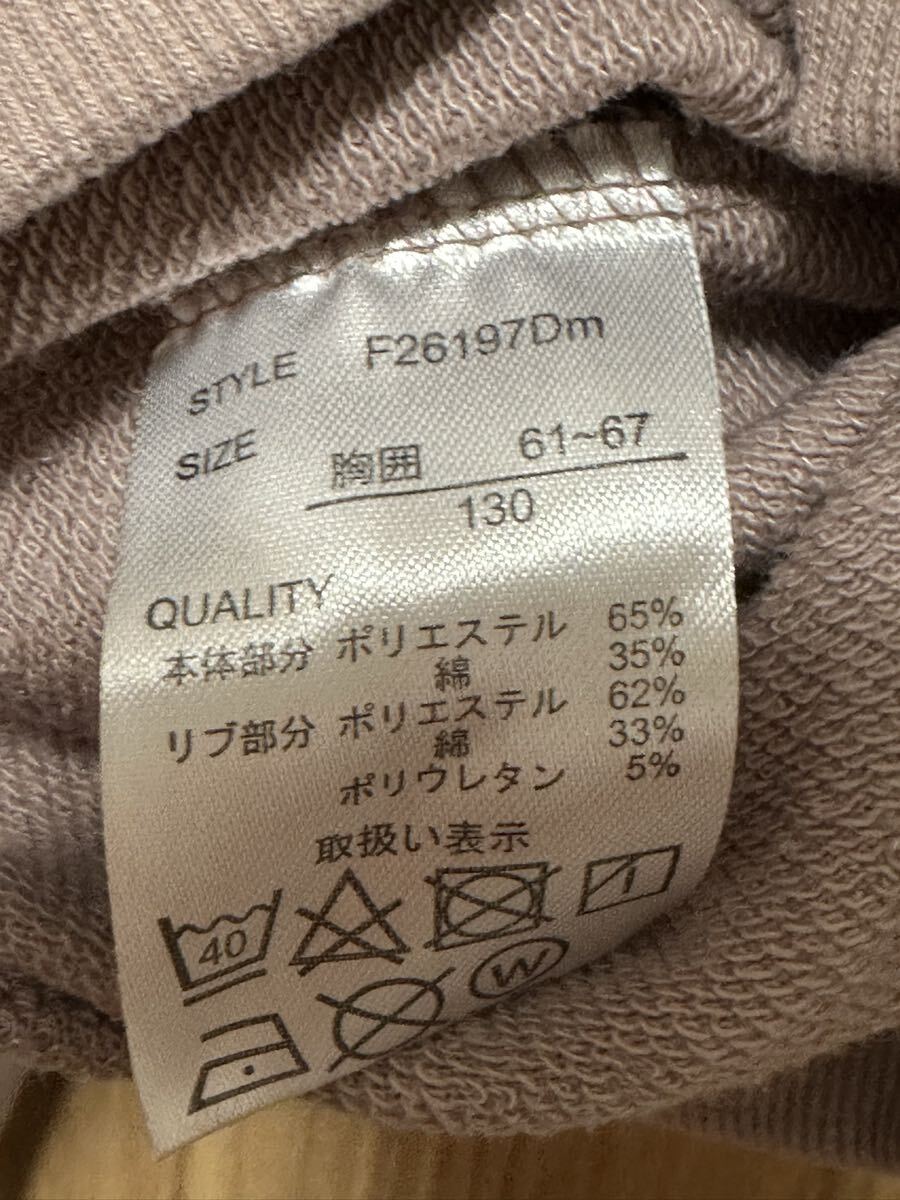 STYLE F26197Dm
SIZE 胸囲 61~67
130
QUALITY
本体部分 ポリエステル 65%
綿 35%
リブ部分 ポリエステル 62%
綿 33%
ポリウレタン 5%
取扱い表示
40
W